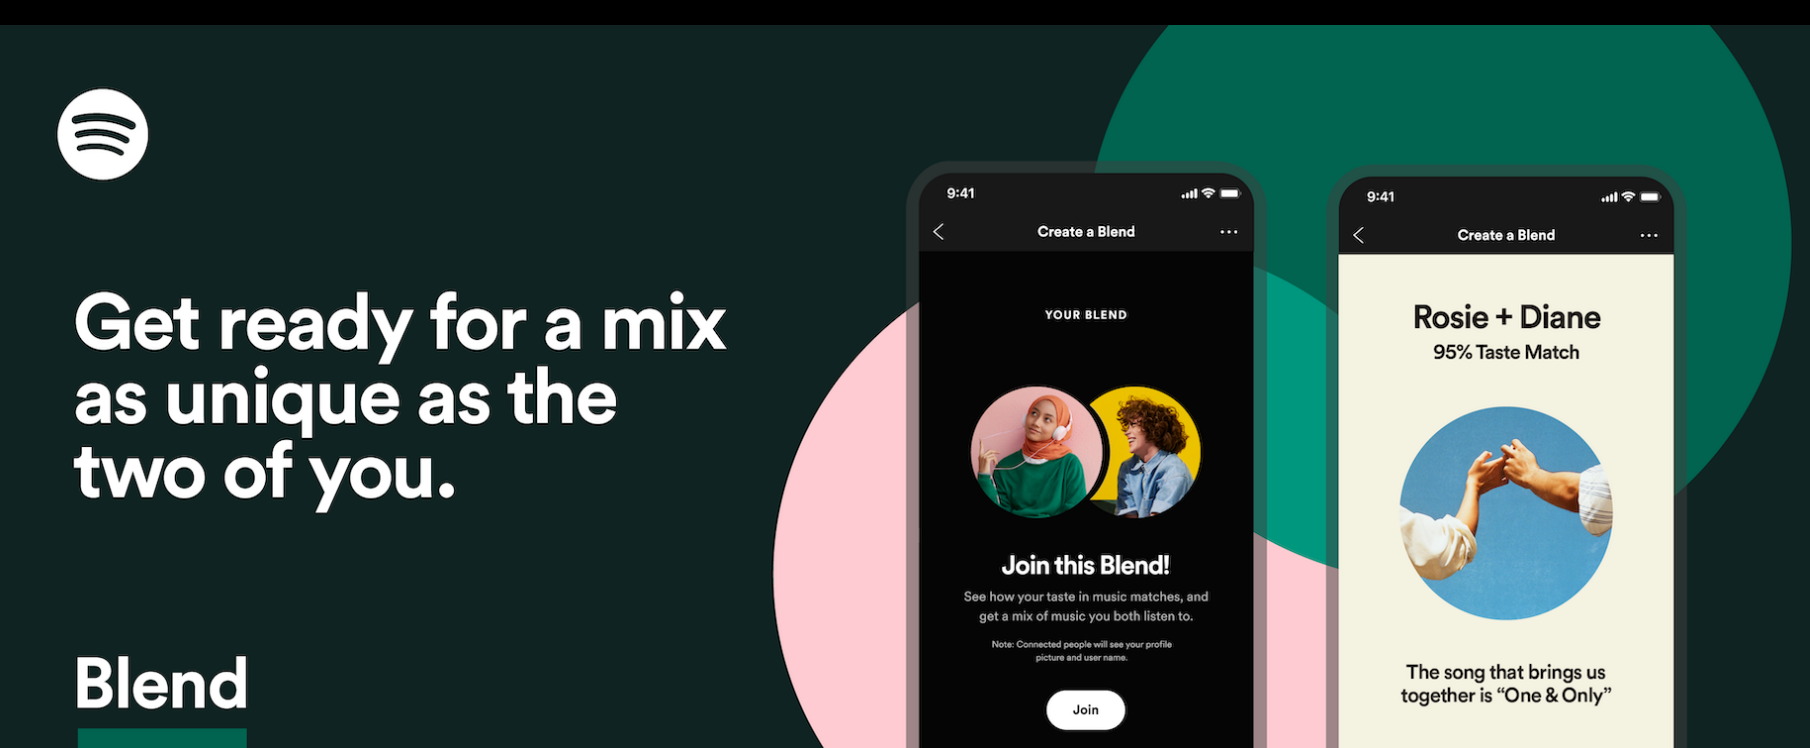 Get ready for a mix
as unique as the
two of you.
Blend
9:41
Create a Blend
YOUR BLEND
Join this Blend!
See how your taste in music matches, and
get a mix of music you both listen to.
Note: Connected people will see your profile
picture and user name.
Join
9:41
Create a Blend
Rosie + Diane
95% Taste Match
The song that brings us
together is “One & Only”